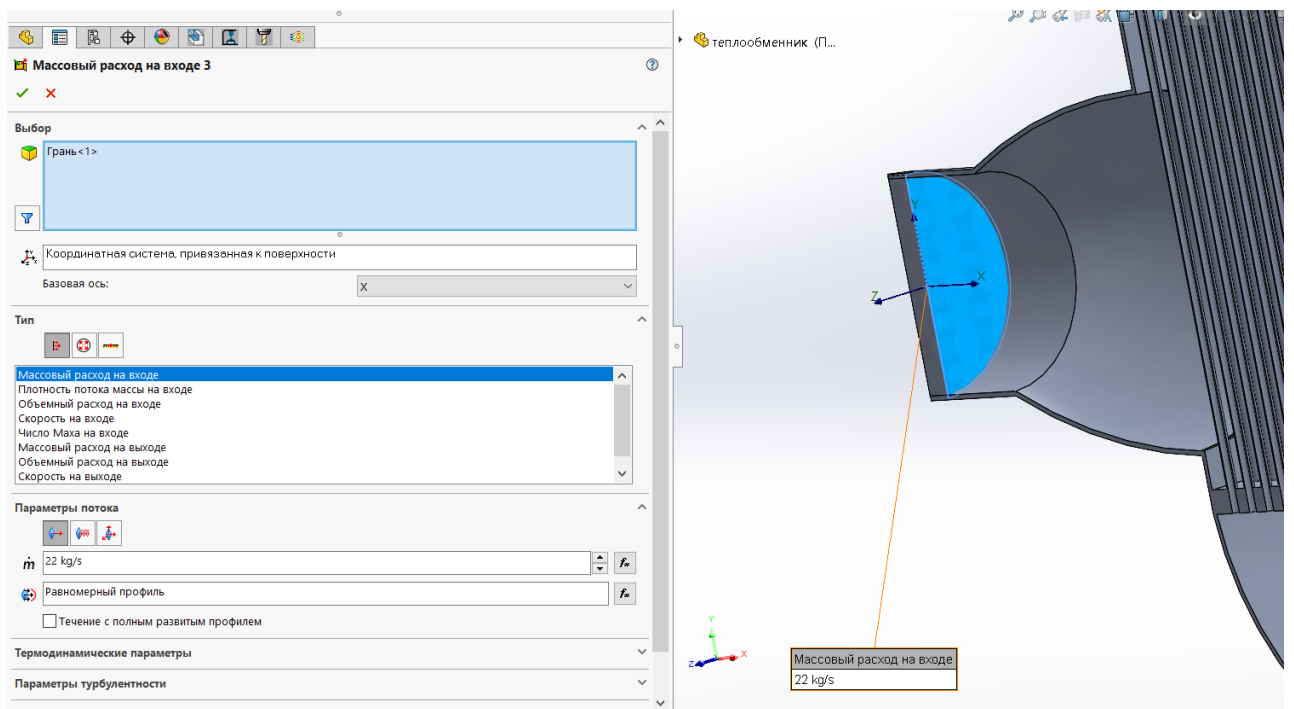 Массовый расход на входе 3
Выбор
Грань<1>
Координатная система, привязанная к поверхности
Базовая ось:
X
Тип
Массовый расход на входе
Плотность потока массы на входе
Объемный расход на входе
Скорость на входе
Число Маха на входе
Массовый расход на выходе
Объемный расход на выходе
Скорость на выходе
Параметры потока
ṁ 22 kg/s
Равномерный профиль
Течение с полным развитым профилем
Термодинамические параметры
Параметры турбулентности
теплообменник (П...
Y
X
Z
Y
X
Z
Массовый расход на входе
22 kg/s